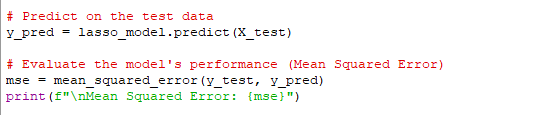 # Predict on the test data
y_pred = lasso_model.predict(X_test)
# Evaluate the model's performance (Mean Squared Error)
mse = mean_squared_error(y_test, y_pred)
print(f"\nMean Squared Error: {mse}")